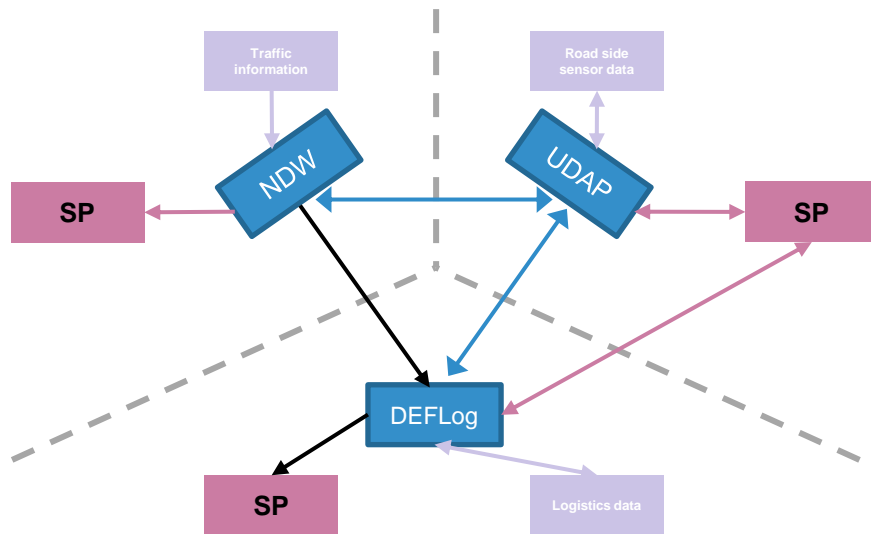 Traffic
information
Road side
sensor data
NDW
UDAP
SP
SP
DEFLog
SP
Logistics data